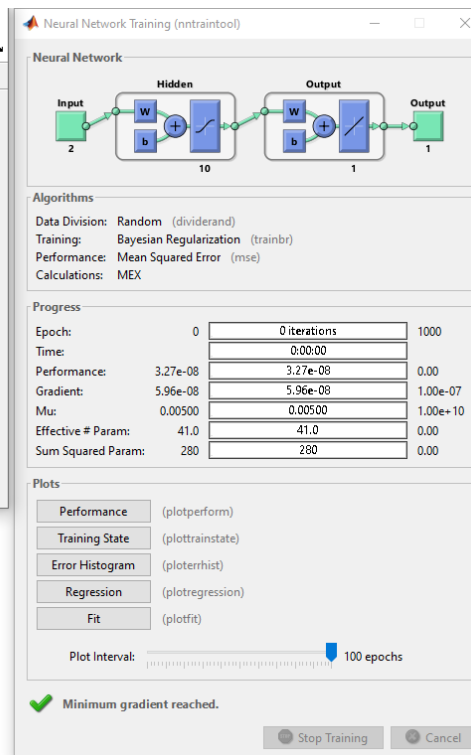 Neural Network Training (nntraintool)
Neural Network
Hidden Output
Input Output
W W
b b
2 10 1 1
Algorithms
Data Division: Random (dividerand)
Training: Bayesian Regularization (trainbr)
Performance: Mean Squared Error (mse)
Calculations: MEX
Progress
Epoch: 0 0 iterations 1000
Time: 0:00:00
Performance: 3.27e-08 3.27e-08 0.00
Gradient: 5.96e-08 5.96e-08 1.00e-07
Mu: 0.00500 0.00500 1.00e+10
Effective # Param: 41.0 41.0 0.00
Sum Squared Param: 280 280 0.00
Plots
Performance (plotperform)
Training State (plottrainstate)
Error Histogram (ploterrhist)
Regression (plotregression)
Fit (plotfit)
Plot Interval: 100 epochs
Minimum gradient reached.
Stop Training Cancel